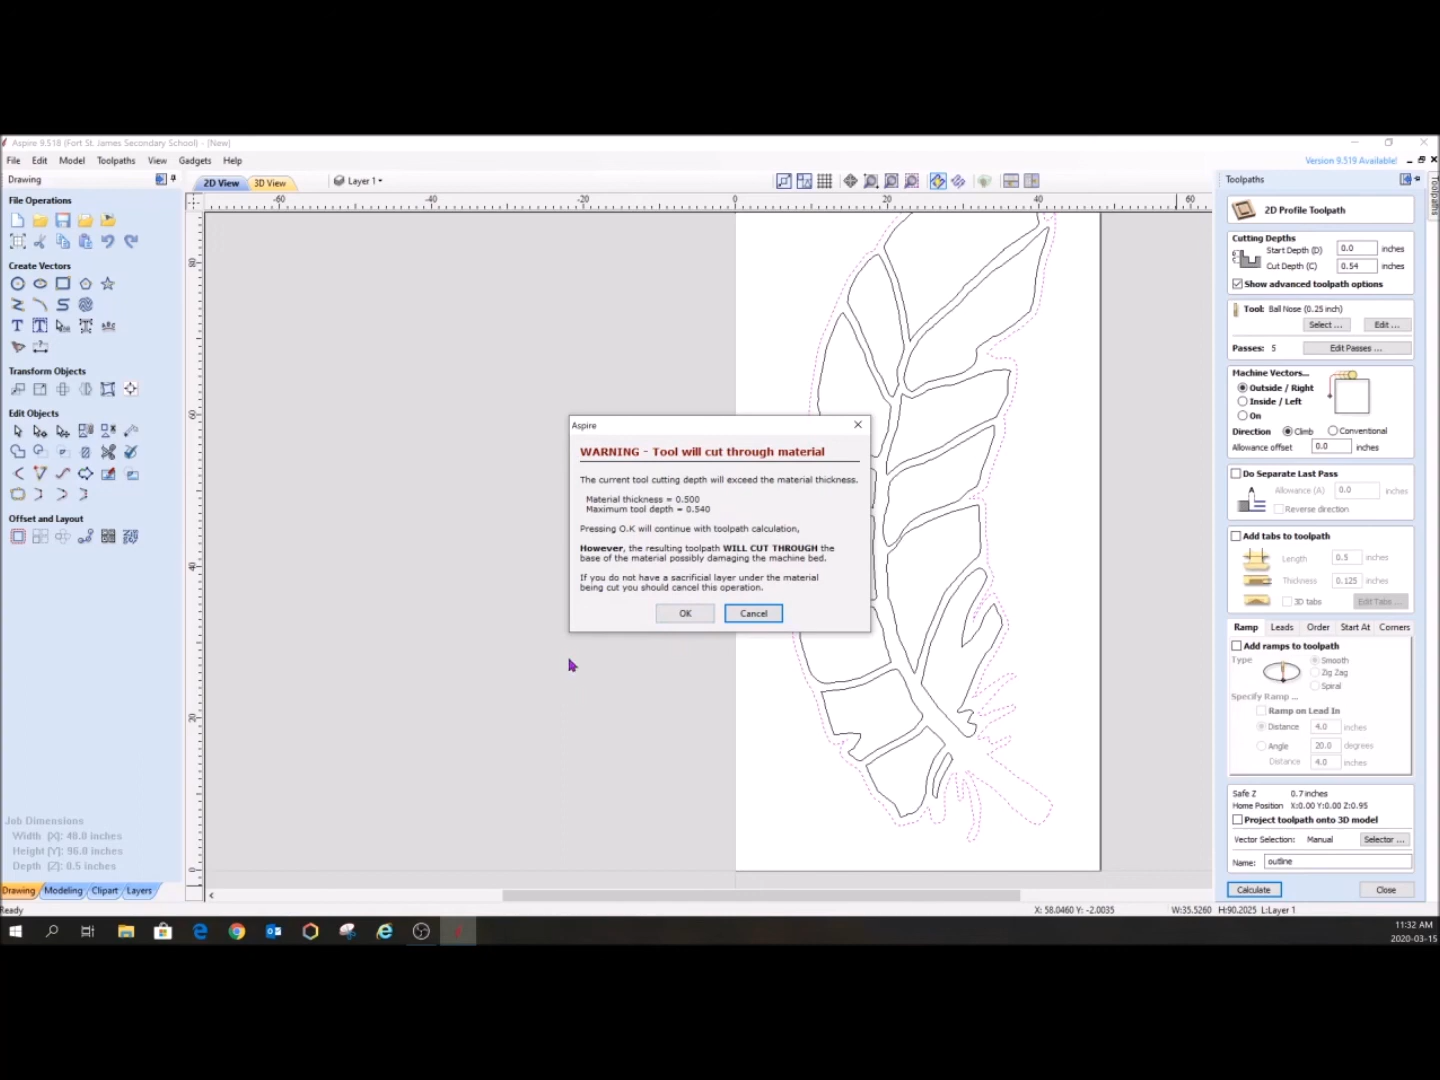 Aspire 9.518 (Fort St. James Secondary School) - [New]
File Edit Model Toolpaths View Gadgets Help
Version 9.519 Available!
Drawing
2D View 3D View Layer 1
Toolpaths
Toolpaths
File Operations
Create Vectors
Transform Objects
Edit Objects
Offset and Layout
-60 -40 -20 0 20 40 60
80
60
40
20
0
Aspire
WARNING - Tool will cut through material
The current tool cutting depth will exceed the material thickness.
Material thickness = 0.500
Maximum tool depth = 0.540
Pressing O.K will continue with toolpath calculation,
However, the resulting toolpath WILL CUT THROUGH the
base of the material possibly damaging the machine bed.
If you do not have a sacrificial layer under the material
being cut you should cancel this operation.
OK Cancel
2D Profile Toolpath
Cutting Depths
Start Depth (D) 0.0 inches
Cut Depth (C) 0.54 inches
Show advanced toolpath options
Tool: Ball Nose (0.25 inch)
Select ... Edit ...
Passes: 5 Edit Passes ...
Machine Vectors...
Outside / Right
Inside / Left
On
Direction Climb Conventional
Allowance offset 0.0 inches
Do Separate Last Pass
Allowance (A) 0.0 inches
Reverse direction
Add tabs to toolpath
Length 0.5 inches
Thickness 0.125 inches
3D tabs Edit Tabs ...
Ramp Leads Order Start At Corners
Add ramps to toolpath
Type Smooth
Zig Zag
Spiral
Specify Ramp ...
Ramp on Lead In
Distance 4.0 inches
Angle 20.0 degrees
Distance 4.0 inches
Safe Z 0.7 inches
Home Position X:0.00 Y:0.00 Z:0.95
Project toolpath onto 3D model
Vector Selection: Manual Selector ...
Name: outline
Calculate Close
Job Dimensions
Width (X): 48.0 inches
Height (Y): 96.0 inches
Depth (Z): 0.5 inches
Drawing Modeling Clipart Layers
Ready
X: 58.0460 Y: -2.0035 W:35.5260 H:90.2025 L:Layer 1
11:32 AM
2020-03-15